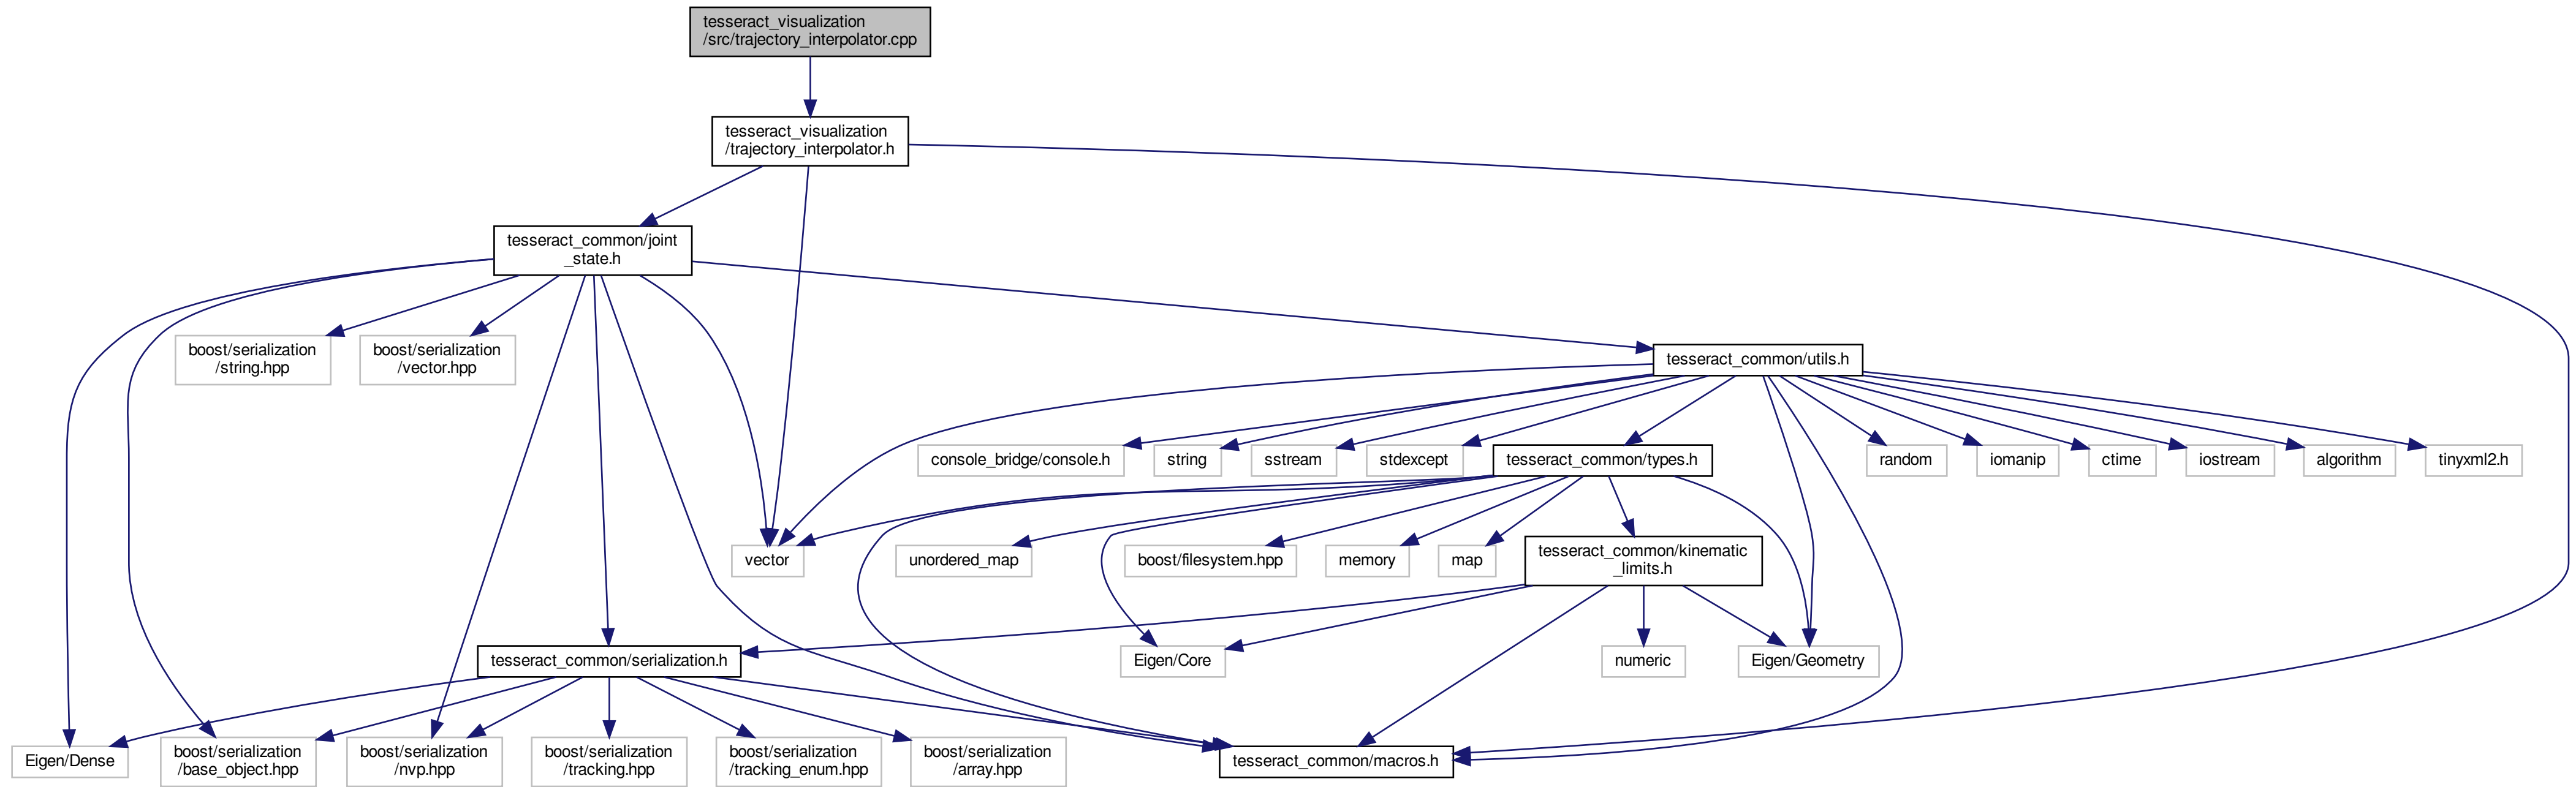 tesseract_visualization
/src/trajectory_interpolator.cpp
tesseract_visualization
/trajectory_interpolator.h
tesseract_common/joint
_state.h
boost/serialization
/string.hpp
boost/serialization
/vector.hpp
tesseract_common/utils.h
console_bridge/console.h
string
sstream
stdexcept
tesseract_common/types.h
random
iomanip
ctime
iostream
algorithm
tinyxml2.h
vector
unordered_map
boost/filesystem.hpp
memory
map
tesseract_common/kinematic
_limits.h
tesseract_common/serialization.h
Eigen/Core
numeric
Eigen/Geometry
Eigen/Dense
boost/serialization
/base_object.hpp
boost/serialization
/nvp.hpp
boost/serialization
/tracking.hpp
boost/serialization
/tracking_enum.hpp
boost/serialization
/array.hpp
tesseract_common/macros.h